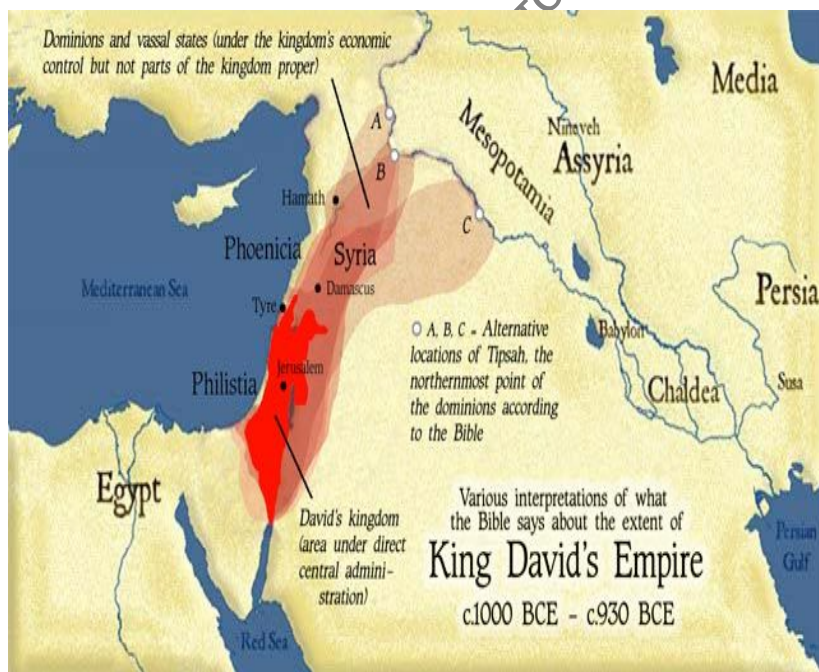 Dominions and vassal states (under the kingdom's economic
control but not parts of the kingdom proper)
Media
A
Mesopotamia
Nineveh
Assyria
B
Hamath
C
Phoenicia
Syria
Mediterranean Sea
Damascus
Persia
Tyre
A, B, C = Alternative
locations of Tipsah, the
northernmost point of
the dominions according
to the Bible
Babylon
Jerusalem
Philistia
Chaldea
Susa
Egypt
David's kingdom
(area under direct
central admini-
stration)
Various interpretations of what
the Bible says about the extent of
King David's Empire
c.1000 BCE – c.930 BCE
Persian
Gulf
Red Sea